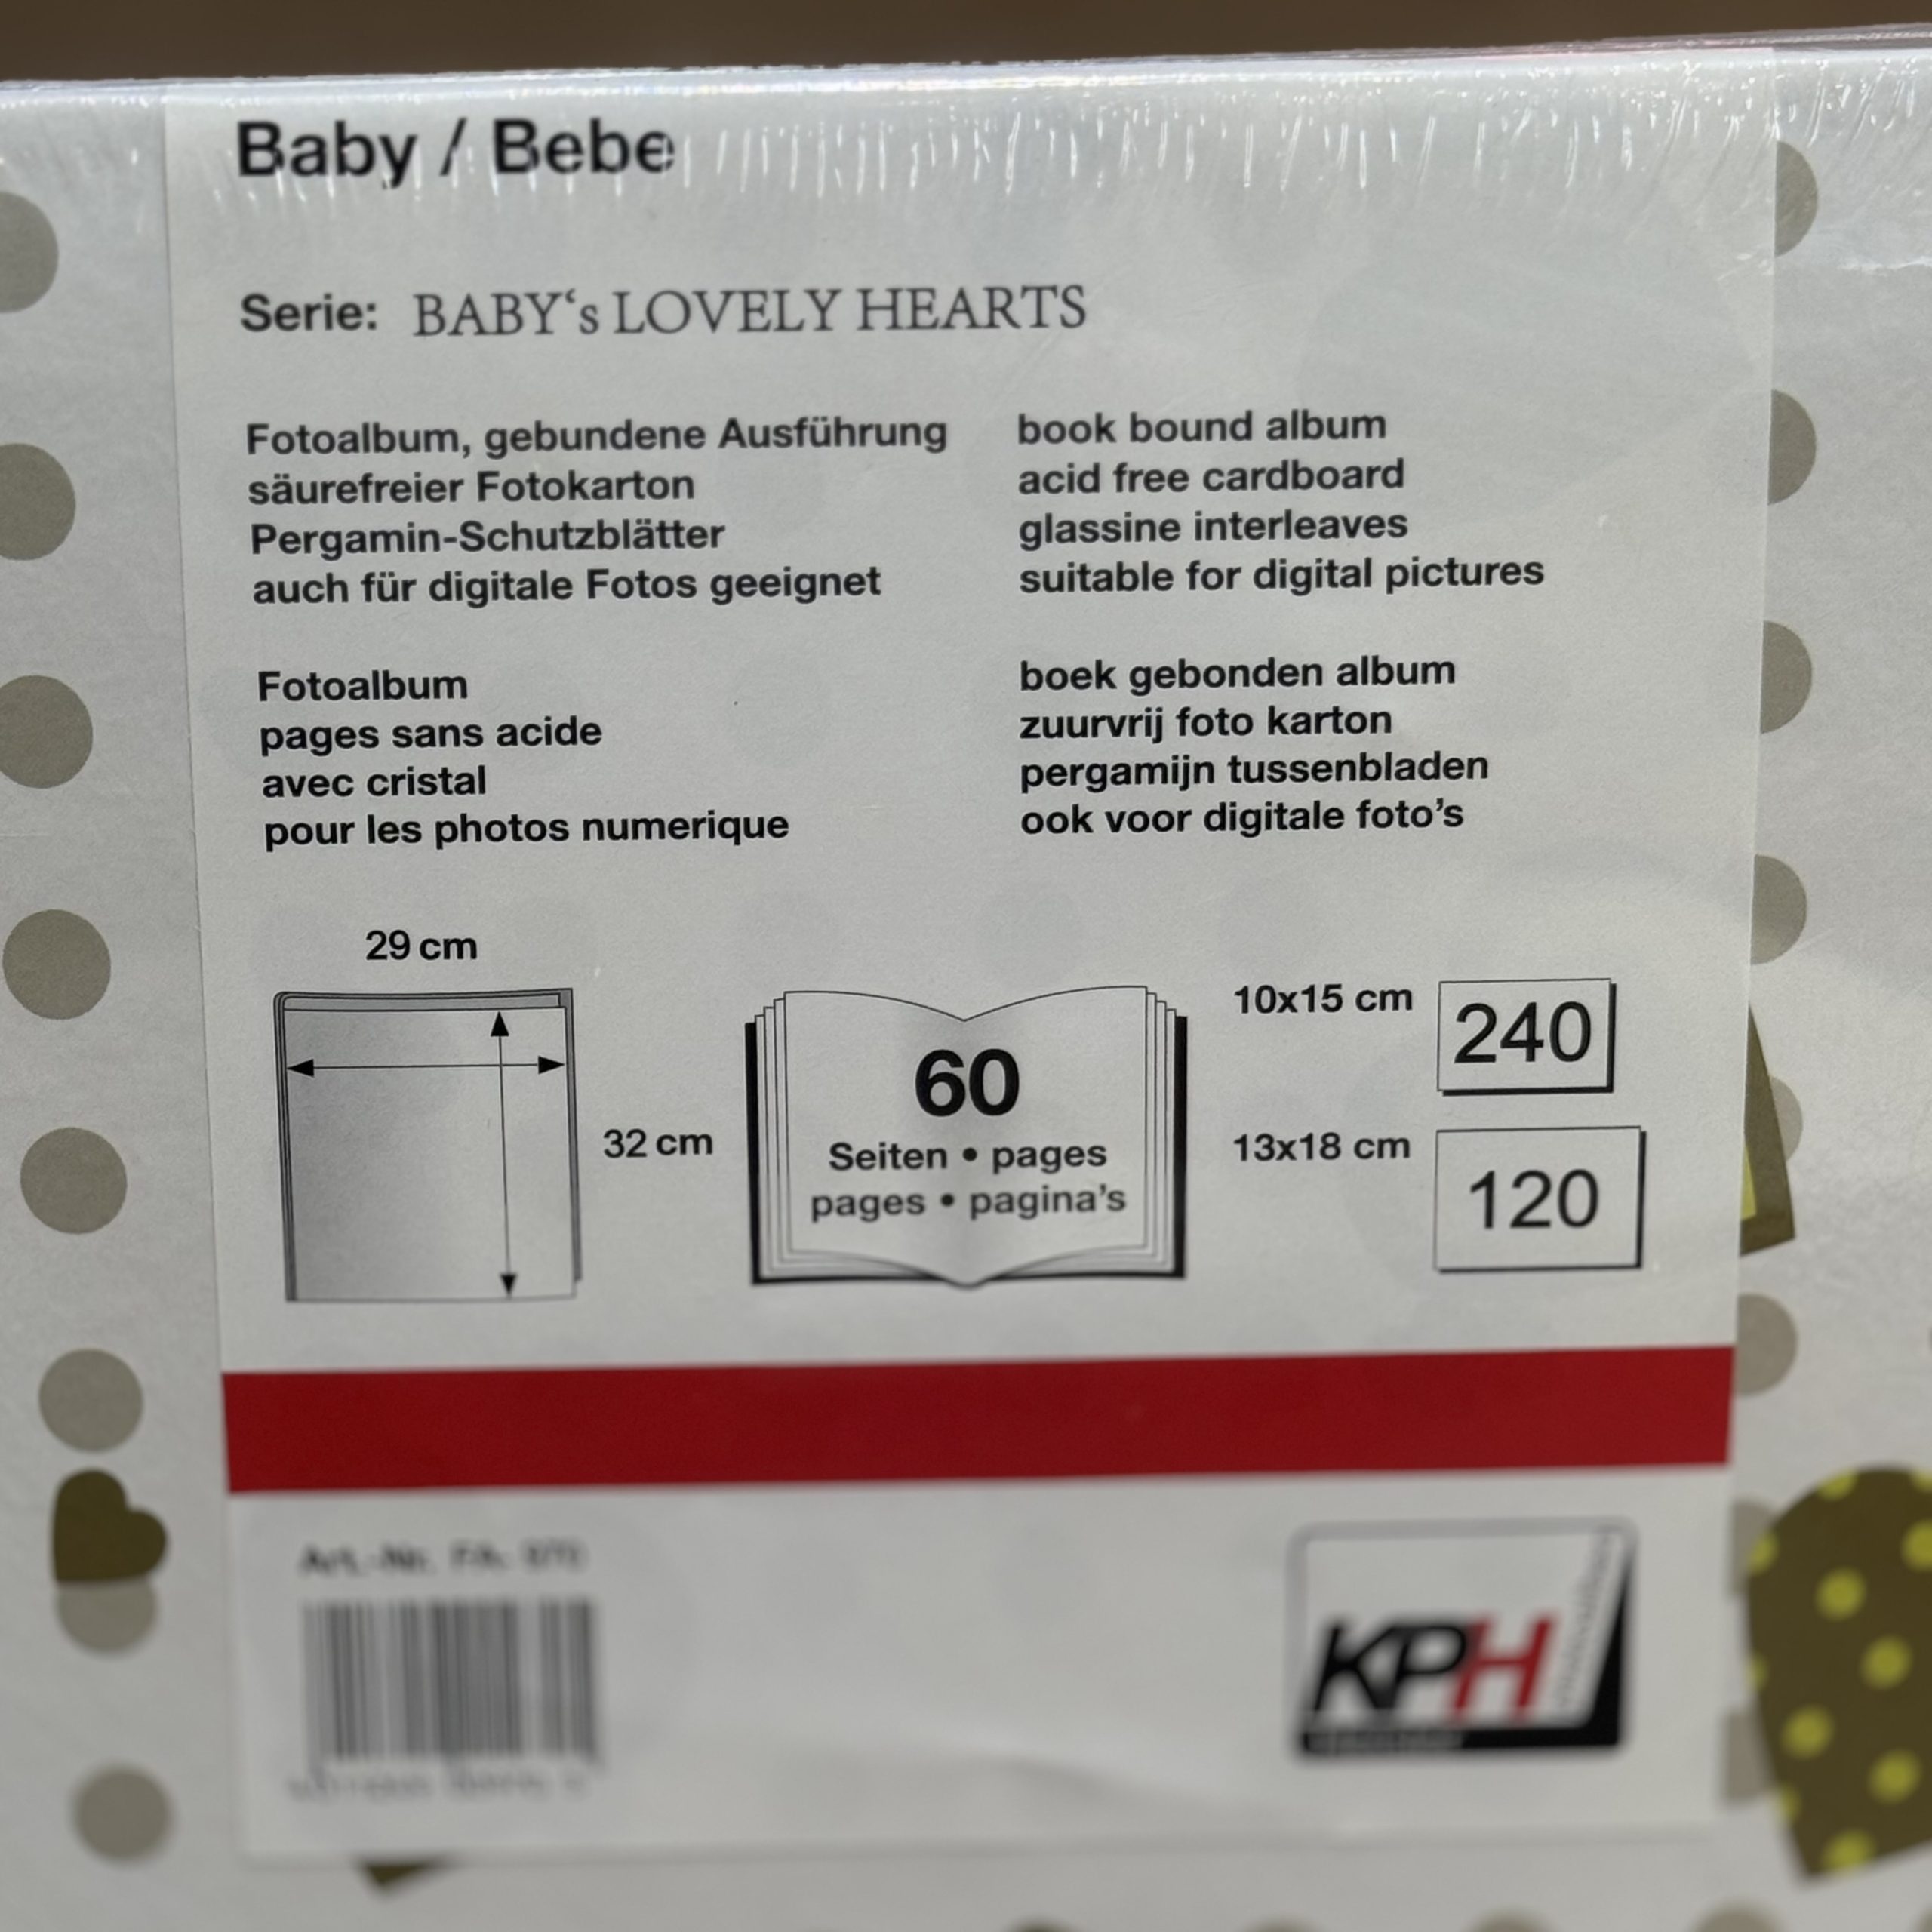 Baby / Bebe
Serie: BABY‘s LOVELY HEARTS
Fotoalbum, gebundene Ausführung
säurefreier Fotokarton
Pergamin-Schutzblätter
auch für digitale Fotos geeignet
book bound album
acid free cardboard
glassine interleaves
suitable for digital pictures
Fotoalbum
pages sans acide
avec cristal
pour les photos numerique
boek gebonden album
zuurvrij foto karton
pergamijn tussenbladen
ook voor digitale foto’s
29 cm
32 cm
60
Seiten • pages
pages • pagina’s
10x15 cm 240
13x18 cm 120
Art.-Nr. FA-
KPH